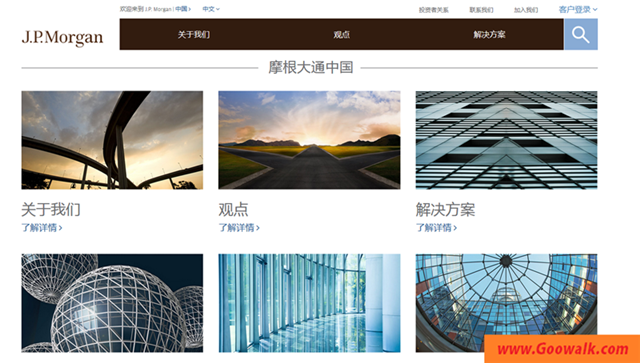 欢迎来到 J.P. Morgan | 中国 › 中文 投资者关系 联系我们 加入我们 客户登录
J.P.Morgan 关于我们 观点 解决方案
摩根大通中国
关于我们 观点 解决方案
了解详情 › 了解详情 › 了解详情 ›
www.Goowalk.com